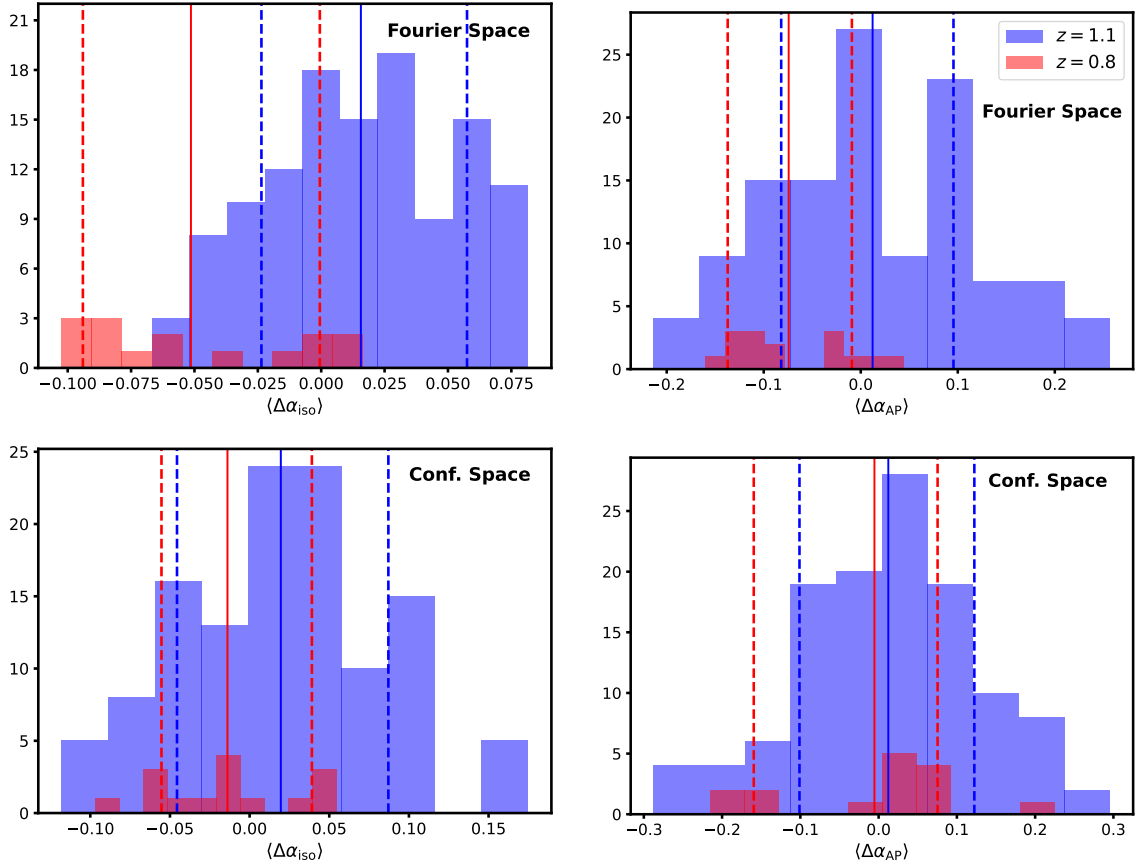 21
18
15
12
9
6
3
0
Fourier Space
−0.100 −0.075 −0.050 −0.025 0.000 0.025 0.050 0.075
⟨Δα_iso⟩
25
20
15
10
5
0
z = 1.1
z = 0.8
Fourier Space
−0.2 −0.1 0.0 0.1 0.2
⟨Δα_AP⟩
25
20
15
10
5
0
Conf. Space
−0.10 −0.05 0.00 0.05 0.10 0.15
⟨Δα_iso⟩
25
20
15
10
5
0
Conf. Space
−0.3 −0.2 −0.1 0.0 0.1 0.2 0.3
⟨Δα_AP⟩